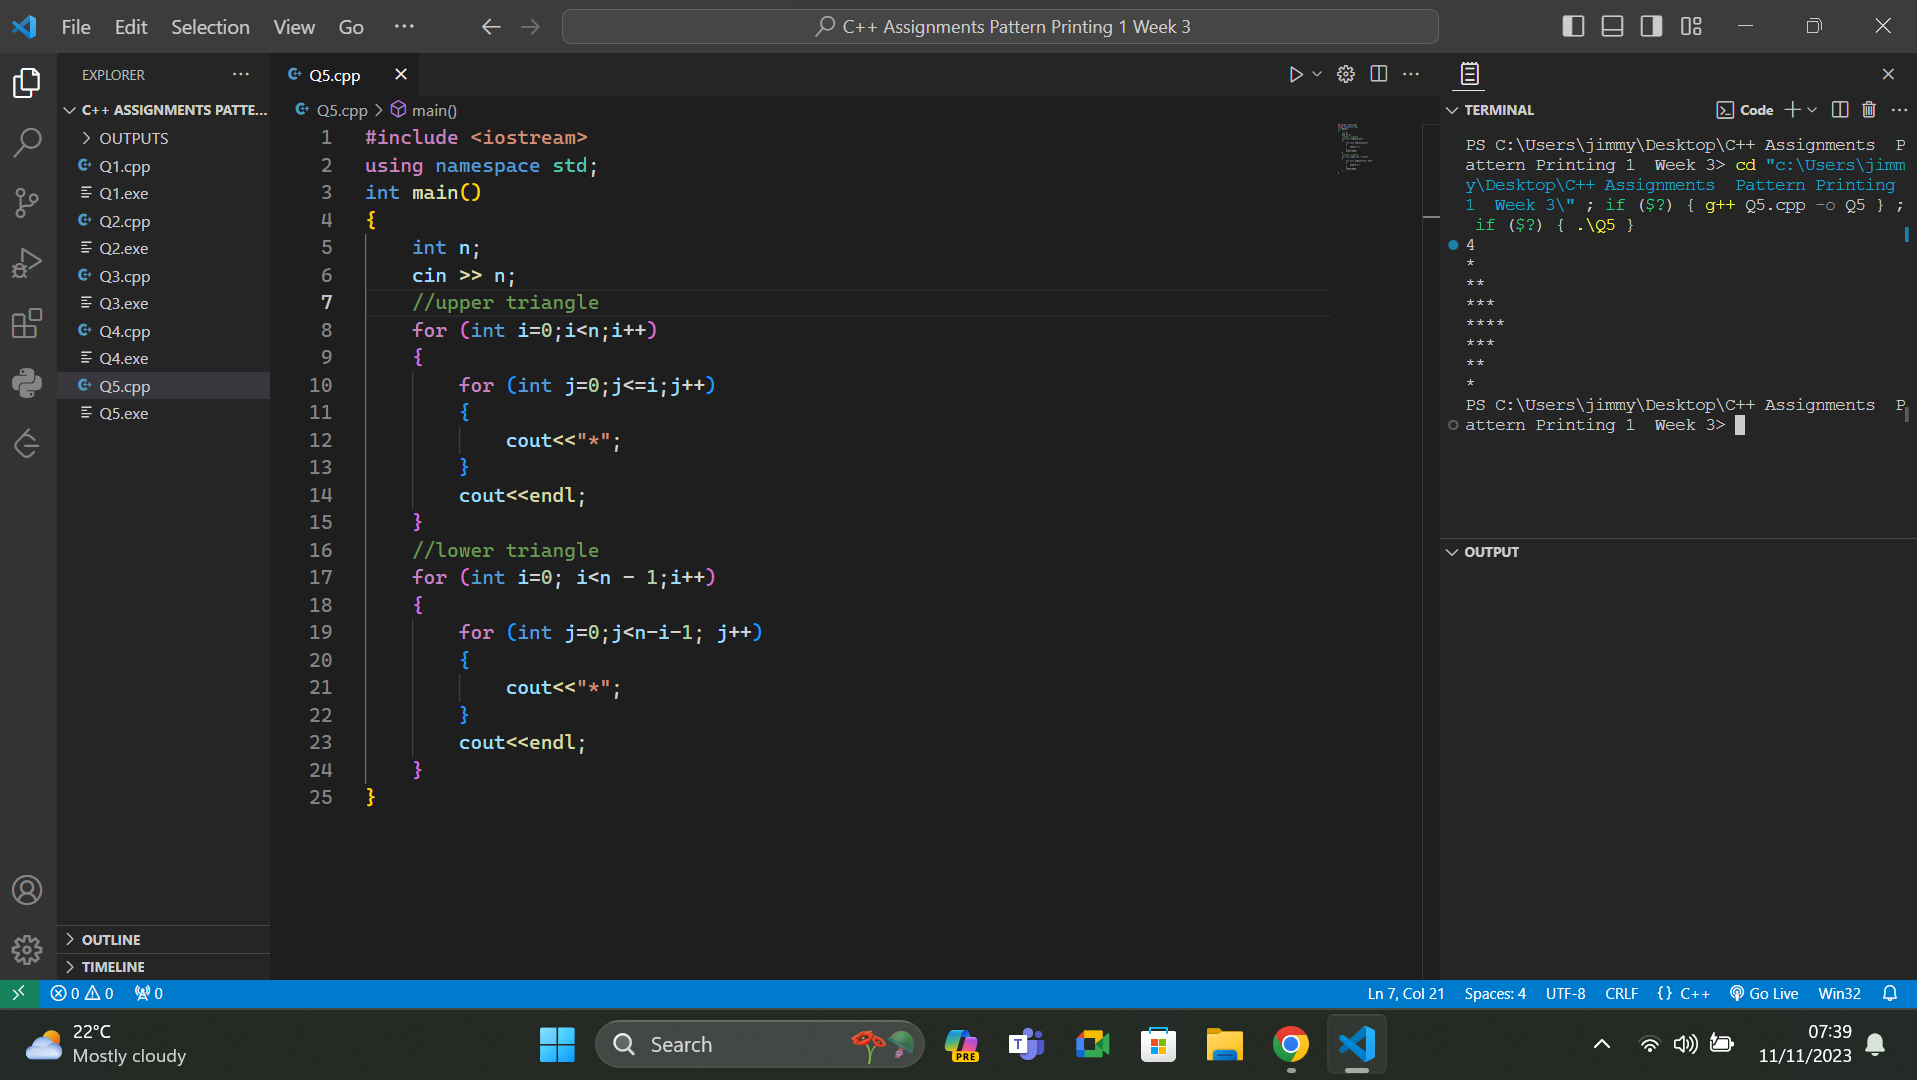 File Edit Selection View Go ··· C++ Assignments Pattern Printing 1 Week 3
EXPLORER ···
C++ ASSIGNMENTS PATTE...
OUTPUTS
Q1.cpp
Q1.exe
Q2.cpp
Q2.exe
Q3.cpp
Q3.exe
Q4.cpp
Q4.exe
Q5.cpp
Q5.exe
OUTLINE
TIMELINE
Q5.cpp
Q5.cpp > main()
1 #include <iostream>
2 using namespace std;
3 int main()
4 {
5     int n;
6     cin >> n;
7     //upper triangle
8     for (int i=0;i<n;i++)
9     {
10         for (int j=0;j<=i;j++)
11         {
12             cout<<"*";
13         }
14         cout<<endl;
15     }
16     //lower triangle
17     for (int i=0; i<n - 1;i++)
18     {
19         for (int j=0;j<n-i-1; j++)
20         {
21             cout<<"*";
22         }
23         cout<<endl;
24     }
25 }
TERMINAL Code
PS C:\Users\jimmy\Desktop\C++ Assignments  P
attern Printing 1  Week 3> cd "c:\Users\jimm
y\Desktop\C++ Assignments  Pattern Printing
1  Week 3\" ; if ($?) { g++ Q5.cpp -o Q5 } ;
 if ($?) { .\Q5 }
4
*
**
***
****
***
**
*
PS C:\Users\jimmy\Desktop\C++ Assignments  P
attern Printing 1  Week 3>
OUTPUT
0 0 0 Ln 7, Col 21 Spaces: 4 UTF-8 CRLF {} C++ Go Live Win32
22°C
Mostly cloudy
Search
PRE
T
07:39
11/11/2023